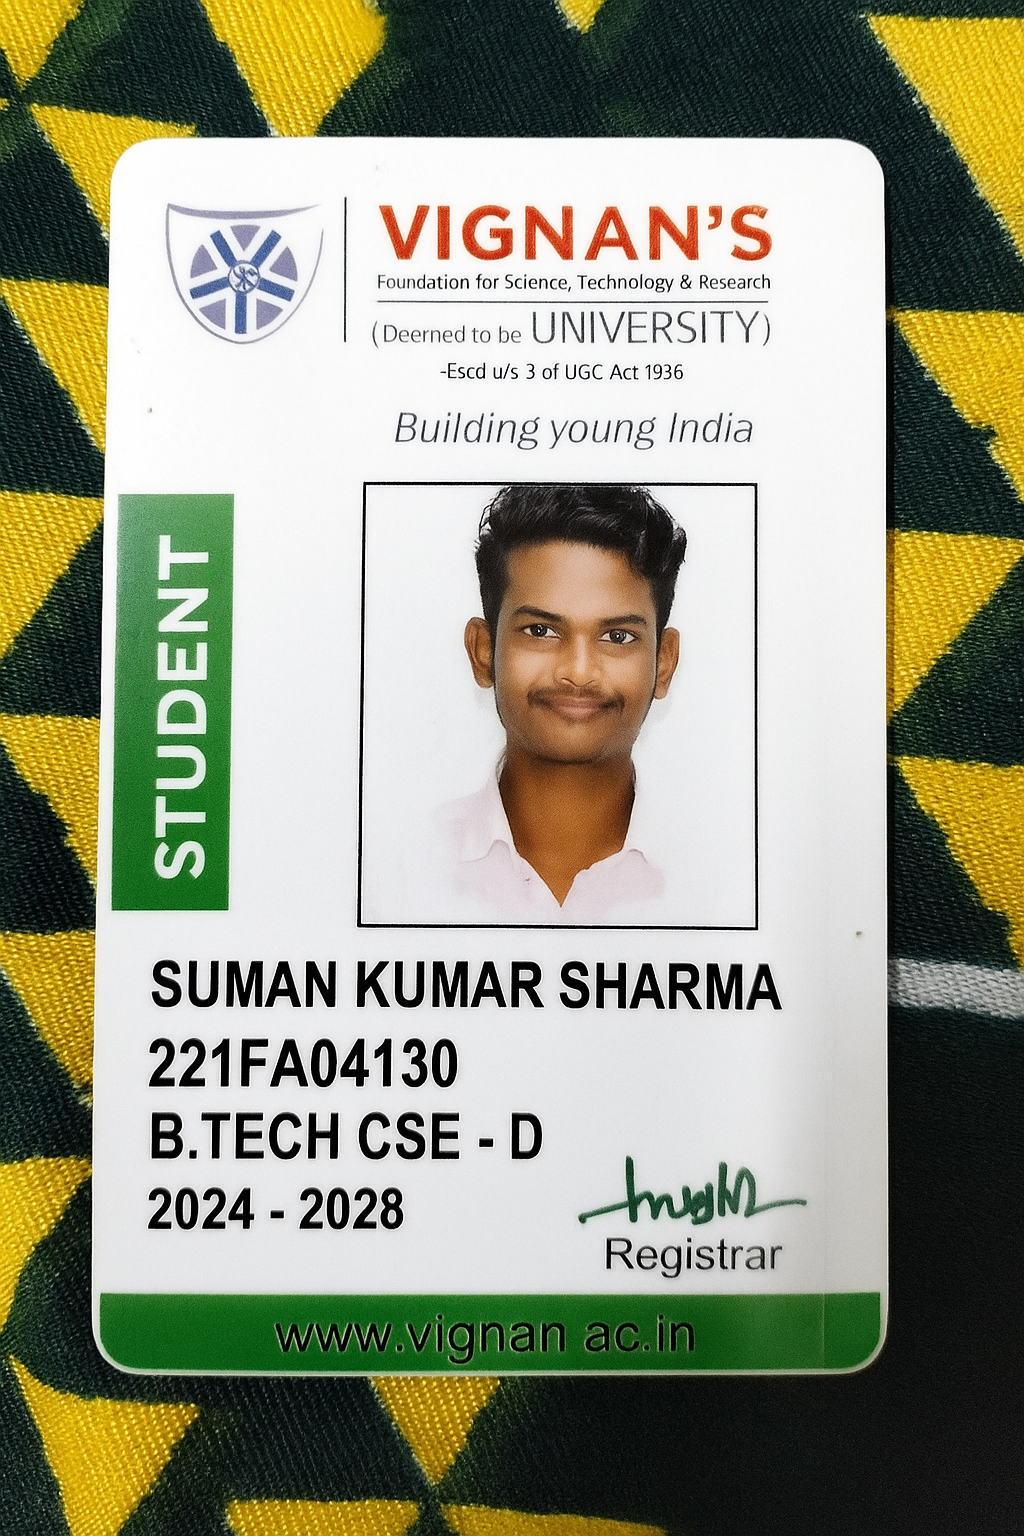 VIGNAN'S
Foundation for Science, Technology & Research
(Deerned to be UNIVERSITY)
-Escd u/s 3 of UGC Act 1936
Building young India
STUDENT
SUMAN KUMAR SHARMA
221FA04130
B.TECH CSE - D
2024 - 2028
Registrar
www.vignan ac.in